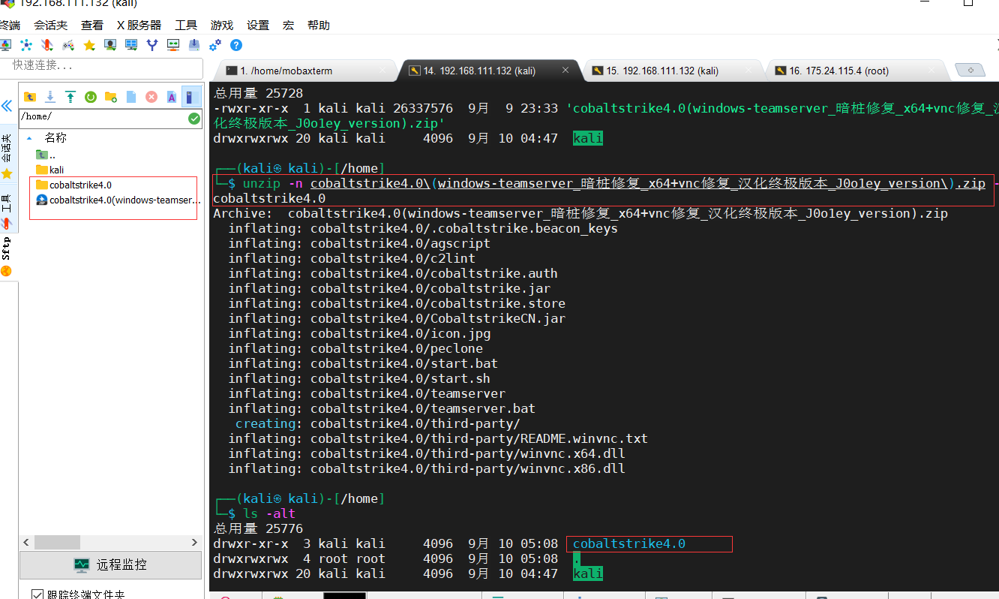 192.168.111.132 (kali)
终端 会话夹 查看 X 服务器 工具 游戏 设置 宏 帮助
快速连接...
1. /home/mobaxterm
14. 192.168.111.132 (kali)
15. 192.168.111.132 (kali)
16. 175.24.115.4 (root)
会话夹
工具
Sftp
/home/
名称
..
kali
cobaltstrike4.0
cobaltstrike4.0(windows-teamser...
远程监控
跟踪终端文件夹
总用量 25728
-rwxr-xr-x 1 kali kali 26337576 9月 9 23:33 'cobaltstrike4.0(windows-teamserver_暗桩修复_x64+vnc修复_汉
化终极版本_J0o1ey_version).zip'
drwxrwxrwx 20 kali kali 4096 9月 10 04:47 kali
┌──(kali㉿ kali)-[/home]
└─$ unzip -n cobaltstrike4.0\(windows-teamserver_暗桩修复_x64+vnc修复_汉化终极版本_J0o1ey_version\).zip -
cobaltstrike4.0
Archive: cobaltstrike4.0(windows-teamserver_暗桩修复_x64+vnc修复_汉化终极版本_J0o1ey_version).zip
inflating: cobaltstrike4.0/.cobaltstrike.beacon_keys
inflating: cobaltstrike4.0/agscript
inflating: cobaltstrike4.0/c2lint
inflating: cobaltstrike4.0/cobaltstrike.auth
inflating: cobaltstrike4.0/cobaltstrike.jar
inflating: cobaltstrike4.0/cobaltstrike.store
inflating: cobaltstrike4.0/CobaltstrikeCN.jar
inflating: cobaltstrike4.0/icon.jpg
inflating: cobaltstrike4.0/peclone
inflating: cobaltstrike4.0/start.bat
inflating: cobaltstrike4.0/start.sh
inflating: cobaltstrike4.0/teamserver
inflating: cobaltstrike4.0/teamserver.bat
creating: cobaltstrike4.0/third-party/
inflating: cobaltstrike4.0/third-party/README.winvnc.txt
inflating: cobaltstrike4.0/third-party/winvnc.x64.dll
inflating: cobaltstrike4.0/third-party/winvnc.x86.dll
┌──(kali㉿ kali)-[/home]
└─$ ls -alt
总用量 25776
drwxr-xr-x 3 kali kali 4096 9月 10 05:08 cobaltstrike4.0
drwxrwxrwx 4 root root 4096 9月 10 05:08 .
drwxrwxrwx 20 kali kali 4096 9月 10 04:47 kali